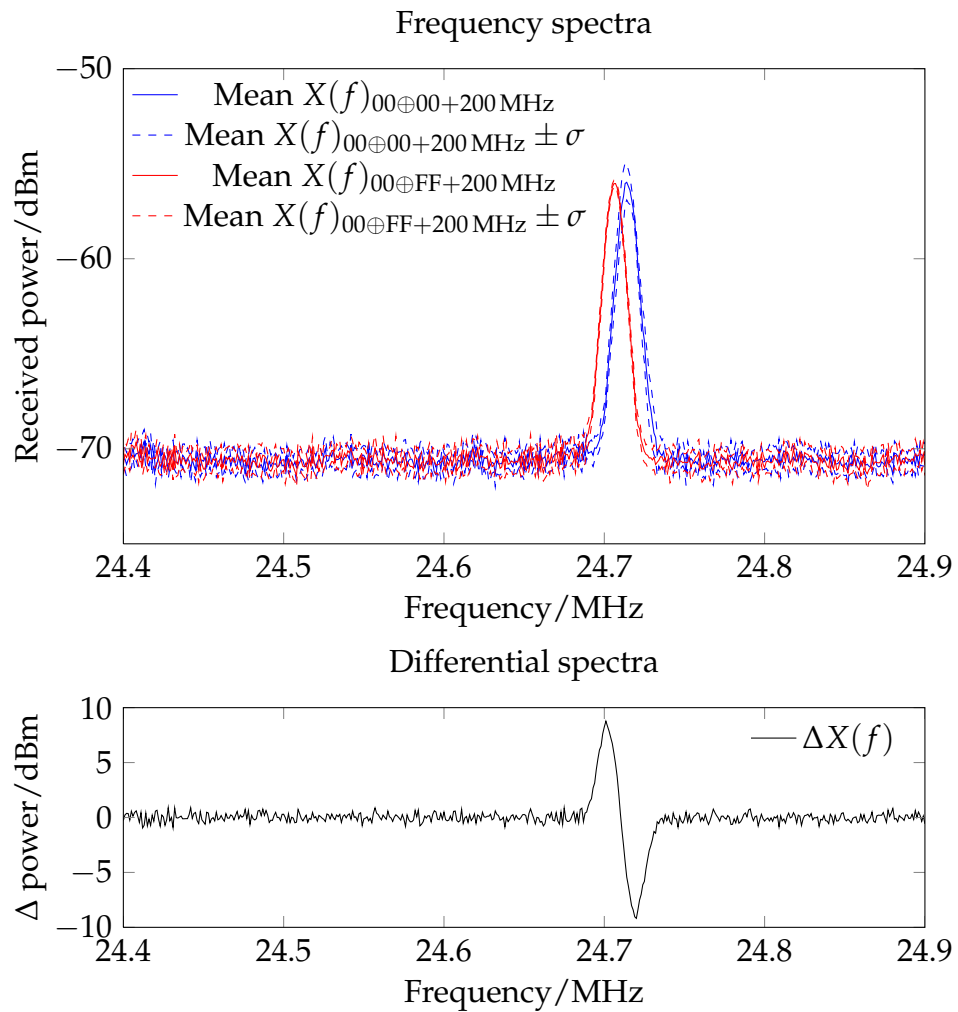 Frequency spectra
−50
−60
−70
Received power/dBm
Mean X(f)₀₀⊕₀₀₊₂₀₀ MHz
Mean X(f)₀₀⊕₀₀₊₂₀₀ MHz ± σ
Mean X(f)₀₀⊕FF₊₂₀₀ MHz
Mean X(f)₀₀⊕FF₊₂₀₀ MHz ± σ
24.4 24.5 24.6 24.7 24.8 24.9
Frequency/MHz
Differential spectra
10
5
0
−5
−10
Δ power/dBm
ΔX(f)
24.4 24.5 24.6 24.7 24.8 24.9
Frequency/MHz